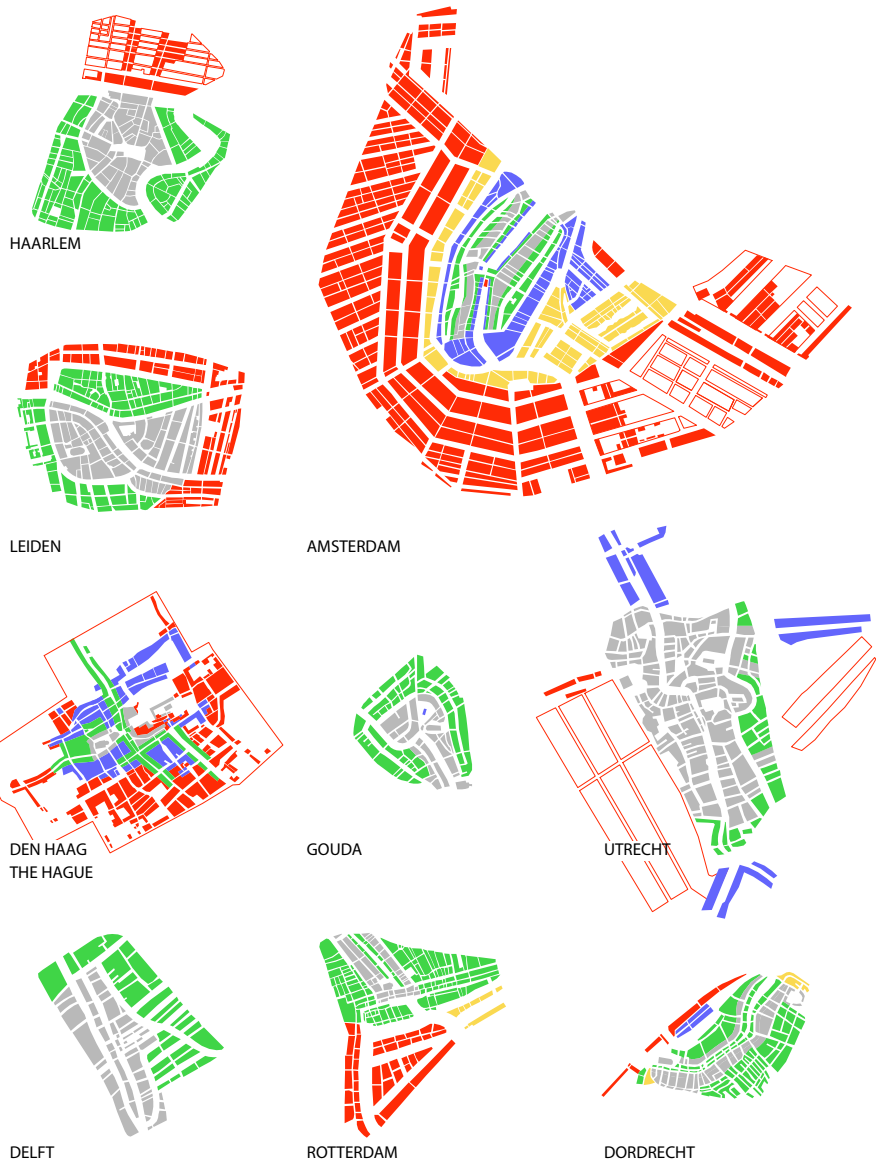 HAARLEM
LEIDEN
AMSTERDAM
DEN HAAG
THE HAGUE
GOUDA
UTRECHT
DELFT
ROTTERDAM
DORDRECHT